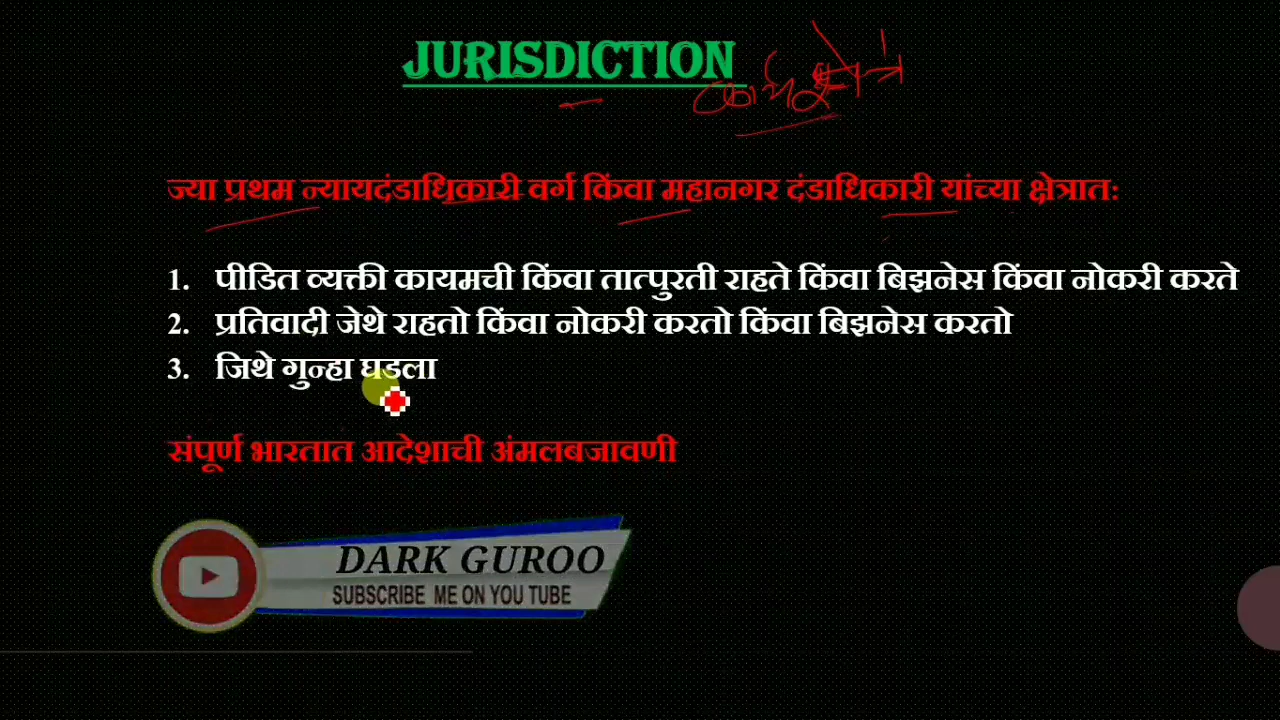 JURISDICTION
कार्यक्षेत्र
ज्या प्रथम न्यायदंडाधिकारी वर्ग किंवा महानगर दंडाधिकारी यांच्या क्षेत्रात:
1. पीडित व्यक्ती कायमची किंवा तात्पुरती राहते किंवा बिझनेस किंवा नोकरी करते
2. प्रतिवादी जेथे राहतो किंवा नोकरी करतो किंवा बिझनेस करतो
3. जिथे गुन्हा घडला
संपूर्ण भारतात आदेशाची अंमलबजावणी
DARK GUROO
SUBSCRIBE ME ON YOU TUBE